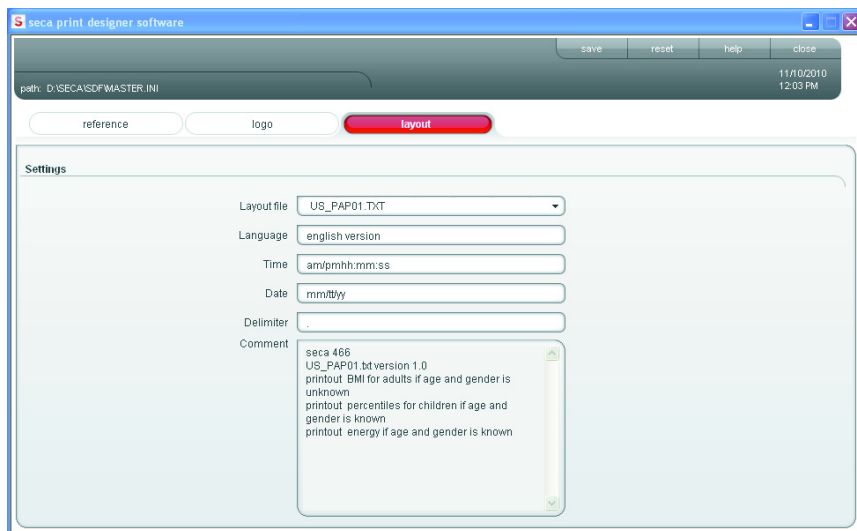 S seca print designer software
save reset help close
path: D:\SECA\SDF\MASTER.INI
11/10/2010
12:03 PM
reference logo layout
Settings
Layout file US_PAP01.TXT
Language english version
Time am/pmhh:mm:ss
Date mm/tt/yy
Delimiter .
Comment
seca 466
US_PAP01.txt version 1.0
printout BMI for adults if age and gender is
unknown
printout percentiles for children if age and
gender is known
printout energy if age and gender is known